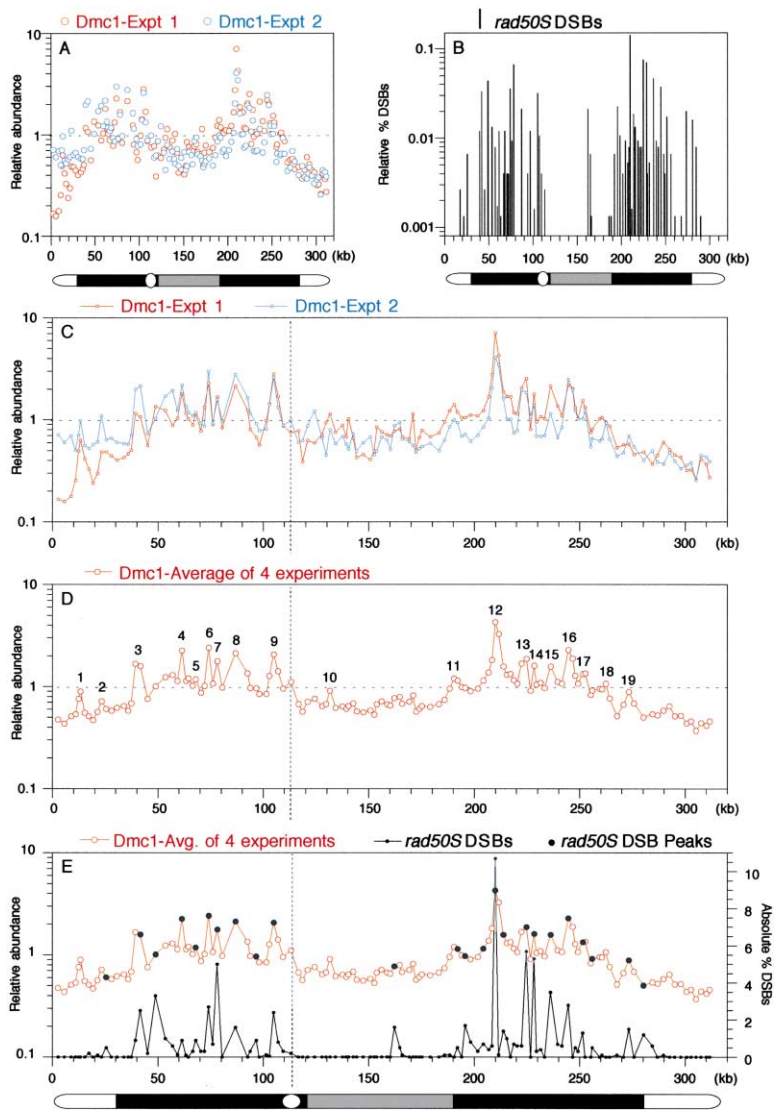 Dmc1-Expt 1 Dmc1-Expt 2
A
Relative abundance
10
1
0.1
0 50 100 150 200 250 300 (kb)
rad50S DSBs
B
Relative % DSBs
0.1
0.01
0.001
0 50 100 150 200 250 300 (kb)
Dmc1-Expt 1 Dmc1-Expt 2
C
Relative abundance
10
1
0.1
0 50 100 150 200 250 300 (kb)
Dmc1-Average of 4 experiments
D
Relative abundance
10
1
0.1
1 2 3 4 5 6 7 8 9 10 11 12 13 14 15 16 17 18 19
0 50 100 150 200 250 300 (kb)
Dmc1-Avg. of 4 experiments rad50S DSBs rad50S DSB Peaks
E
Relative abundance
10
1
0.1
Absolute % DSBs
10
8
6
4
2
0
0 50 100 150 200 250 300 (kb)